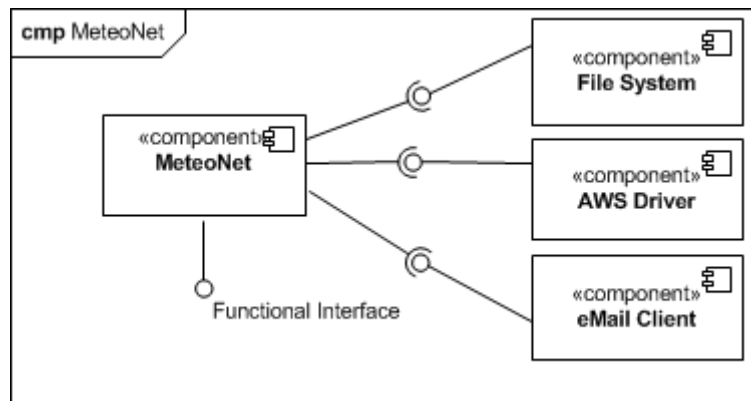 cmp MeteoNet
«component»
File System
«component»
MeteoNet
«component»
AWS Driver
«component»
eMail Client
Functional Interface